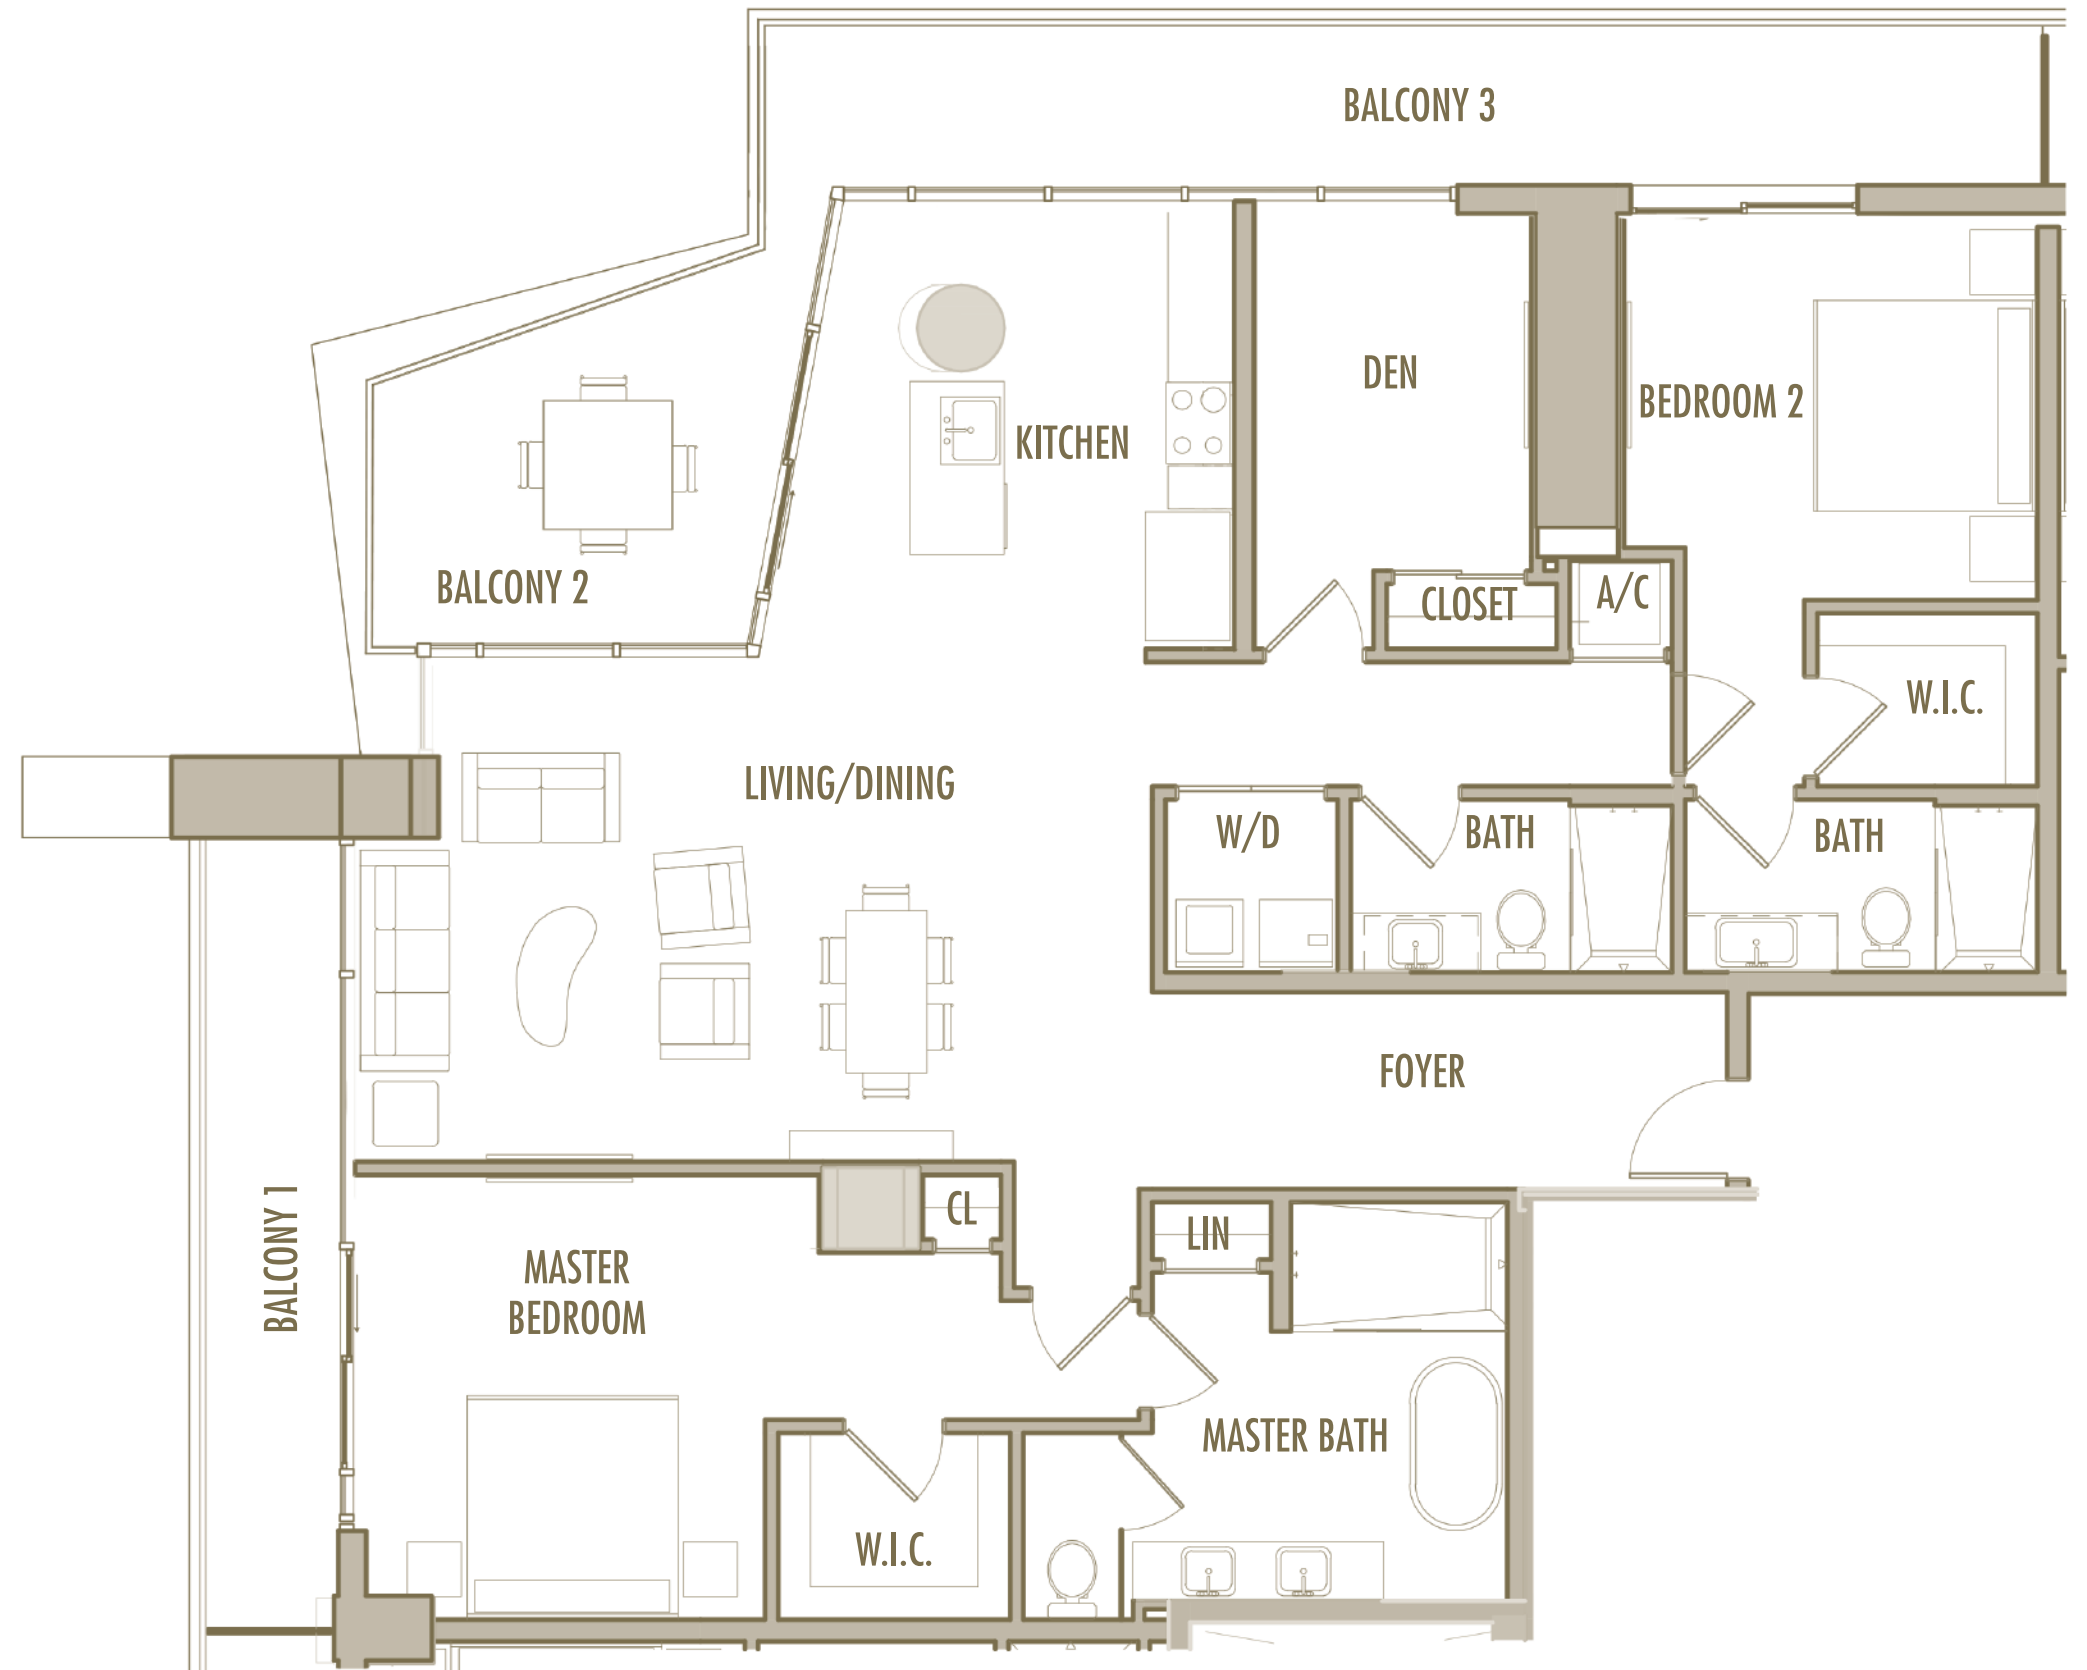 BALCONY 3
DEN
BEDROOM 2
KITCHEN
BALCONY 2
CLOSET
A/C
W.I.C.
LIVING/DINING
W/D
BATH
BATH
FOYER
BALCONY 1
CL
LIN
MASTER
BEDROOM
MASTER BATH
W.I.C.